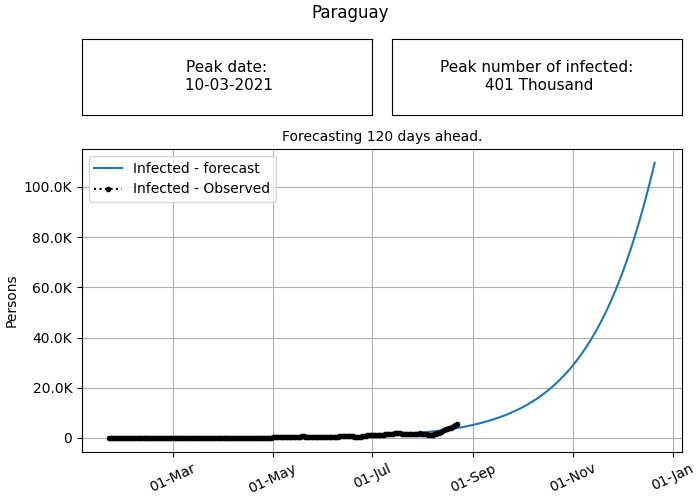 Paraguay
Peak date:
10-03-2021
Peak number of infected:
401 Thousand
Forecasting 120 days ahead.
Infected - forecast
Infected - Observed
Persons
100.0K
80.0K
60.0K
40.0K
20.0K
0
01-Mar
01-May
01-Jul
01-Sep
01-Nov
01-Jan